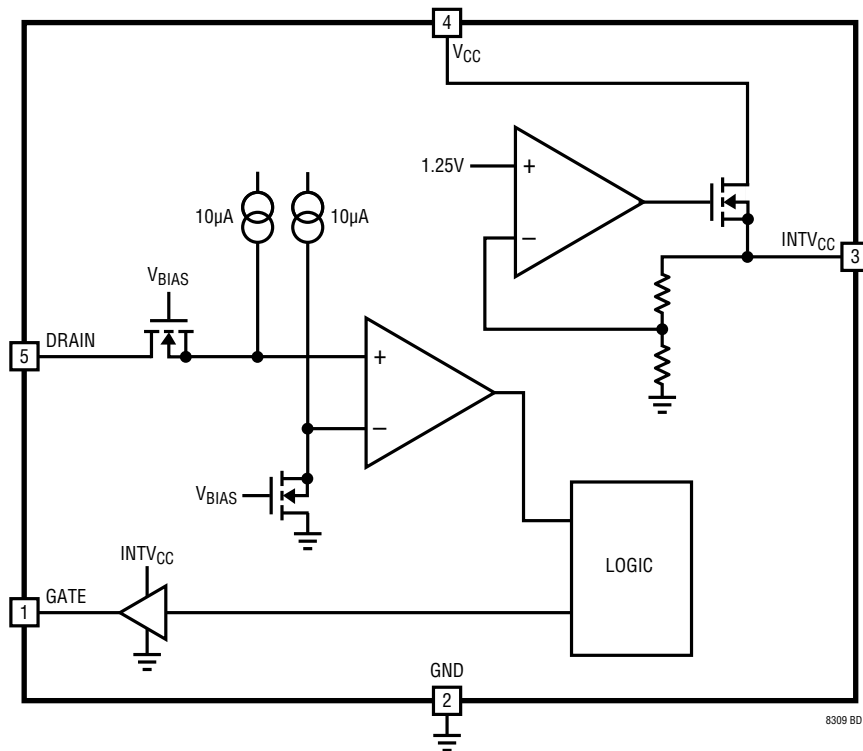 4
VCC
1.25V
+
–
10µA
10µA
INTVCC
3
VBIAS
5
DRAIN
+
–
VBIAS
LOGIC
INTVCC
1
GATE
GND
2
8309 BD